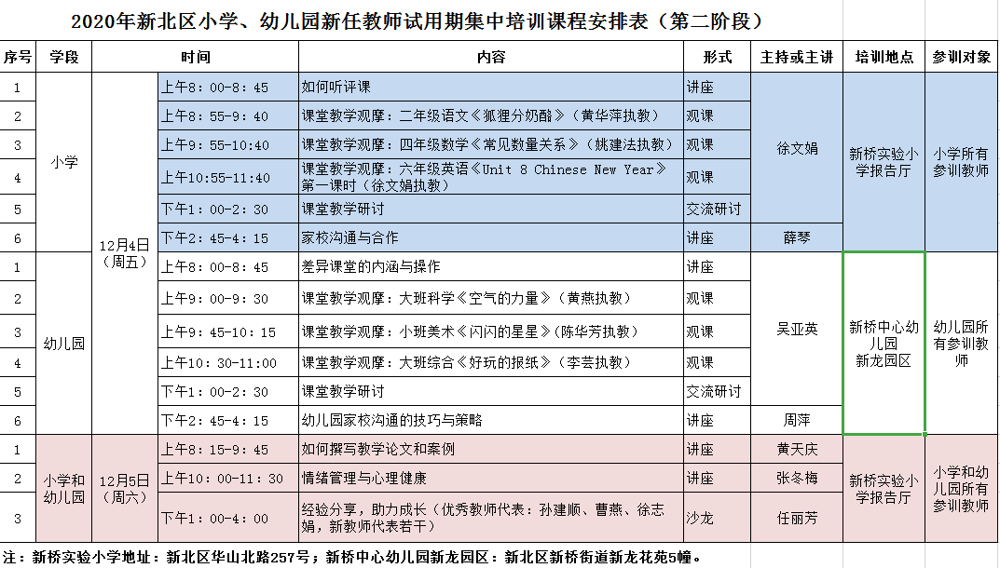 2020年新北区小学、幼儿园新任教师试用期集中培训课程安排表（第二阶段）
序号 学段 时间 内容 形式 主持或主讲 培训地点 参训对象
小学
12月4日
（周五）
1 上午8：00-8：45 如何听评课 讲座
2 上午8：55-9：40 课堂教学观摩：二年级语文《狐狸分奶酪》（黄华萍执教） 观课
3 上午9：55-10:40 课堂教学观摩：四年级数学《常见数量关系》（姚建法执教） 观课
徐文娟
新桥实验小
学报告厅
小学所有
参训教师
4 上午10:55-11:40 课堂教学观摩：六年级英语《Unit 8 Chinese New Year》
第一课时（徐文娟执教） 观课
5 下午1：00-2：30 课堂教学研讨 交流研讨
6 下午2：45-4：15 家校沟通与合作 讲座 薛琴
幼儿园
1 上午8：00-8：45 差异课堂的内涵与操作 讲座
2 上午9：00-9：30 课堂教学观摩：大班科学《空气的力量》（黄燕执教） 观课
3 上午9：45-10：15 课堂教学观摩：小班美术《闪闪的星星》（陈华芳执教） 观课
吴亚英
新桥中心幼
儿园
新龙园区
幼儿园所
有参训教
师
4 上午10：30-11:00 课堂教学观摩：大班综合《好玩的报纸》（李芸执教） 观课
5 下午1：00-2：30 课堂教学研讨 交流研讨
6 下午2：45-4：15 幼儿园家校沟通的技巧与策略 讲座 周萍
小学和
幼儿园
12月5日
（周六）
1 上午8：15-9：45 如何撰写教学论文和案例 讲座 黄天庆
2 上午10：00-11：30 情绪管理与心理健康 讲座 张冬梅
新桥实验小
学报告厅
小学和幼
儿园所有
参训教师
3 下午1：00-4：00 经验分享，助力成长（优秀教师代表：孙建顺、曹燕、徐志
娟，新教师代表若干） 沙龙 任丽芳
注：新桥实验小学地址：新北区华山北路257号；新桥中心幼儿园新龙园区：新北区新桥街道新龙花苑5幢。